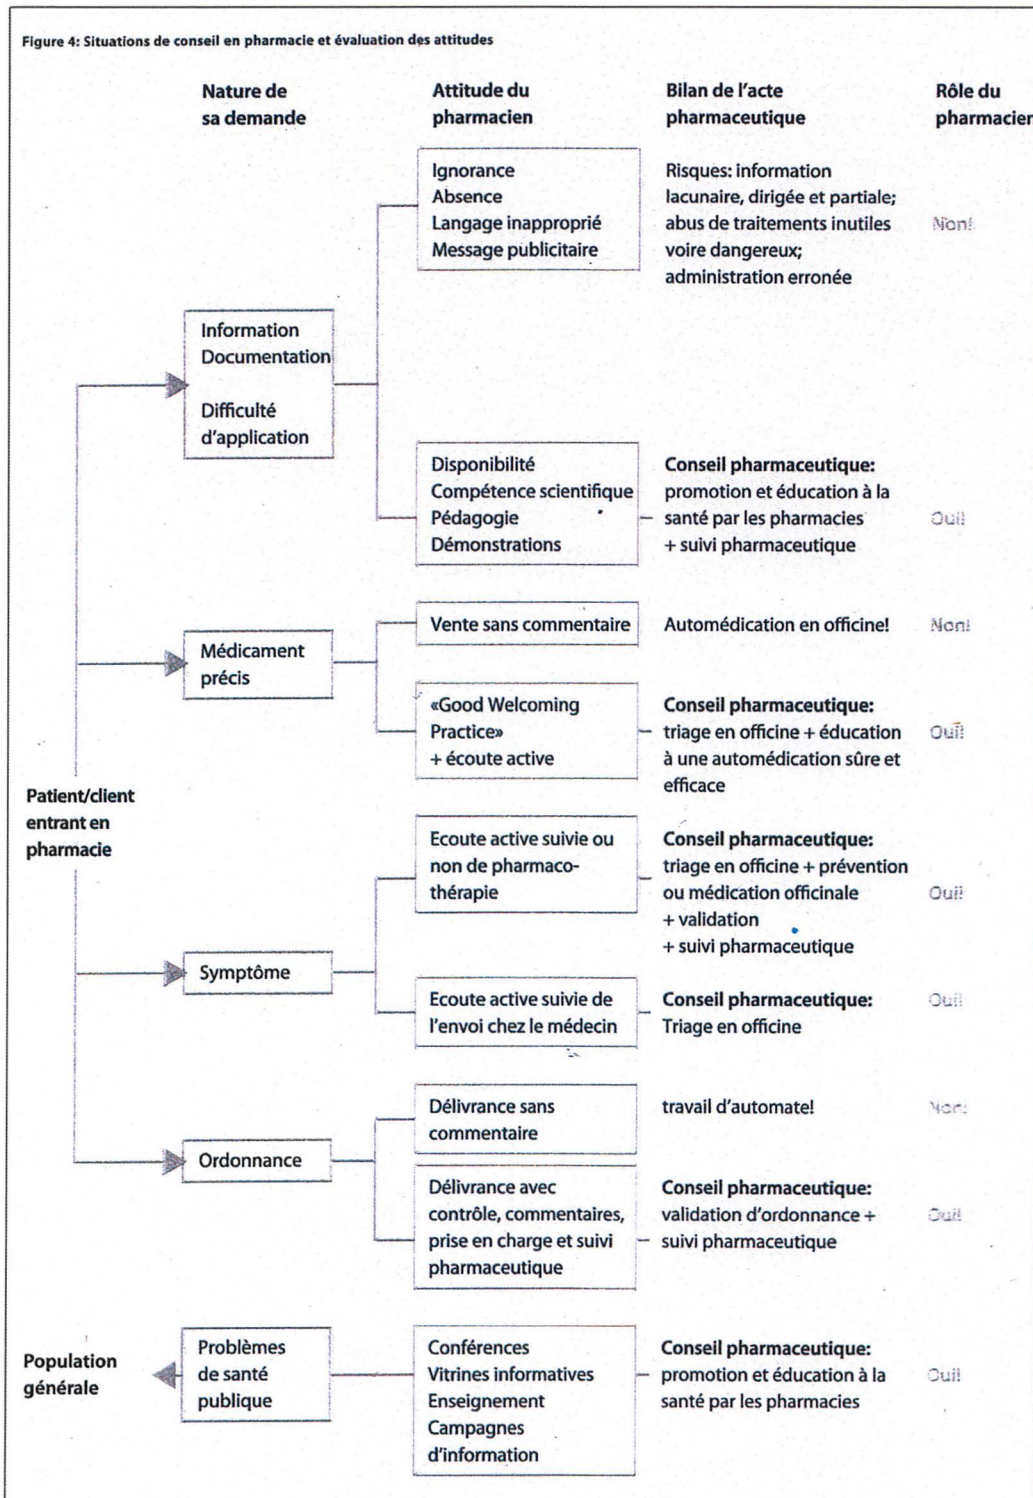 Figure 4: Situations de conseil en pharmacie et évaluation des attitudes
Nature de
sa demande
Attitude du
pharmacien
Bilan de l'acte
pharmaceutique
Rôle du
pharmacien
Ignorance
Absence
Langage inapproprié
Message publicitaire
Risques: information
lacunaire, dirigée et partiale;
abus de traitements inutiles
voire dangereux;
administration erronée
Non!
Information
Documentation
Difficulté
d'application
Disponibilité
Compétence scientifique
Pédagogie
Démonstrations
Conseil pharmaceutique:
promotion et éducation à la
santé par les pharmacies
+ suivi pharmaceutique
Oui!
Vente sans commentaire
Automédication en officine!
Non!
Médicament
précis
«Good Welcoming
Practice»
+ écoute active
Conseil pharmaceutique:
triage en officine + éducation
à une automédication sûre et
efficace
Oui!
Patient/client
entrant en
pharmacie
Ecoute active suivie ou
non de pharmaco-
thérapie
Conseil pharmaceutique:
triage en officine + prévention
ou médication officinale
+ validation
+ suivi pharmaceutique
Oui!
Symptôme
Ecoute active suivie de
l'envoi chez le médecin
Conseil pharmaceutique:
Triage en officine
Oui!
Délivrance sans
commentaire
travail d'automate!
Non!
Ordonnance
Délivrance avec
contrôle, commentaires,
prise en charge et suivi
pharmaceutique
Conseil pharmaceutique:
validation d'ordonnance +
suivi pharmaceutique
Oui!
Population
générale
Problèmes
de santé
publique
Conférences
Vitrines informatives
Enseignement
Campagnes
d'information
Conseil pharmaceutique:
promotion et éducation à la
santé par les pharmacies
Oui!